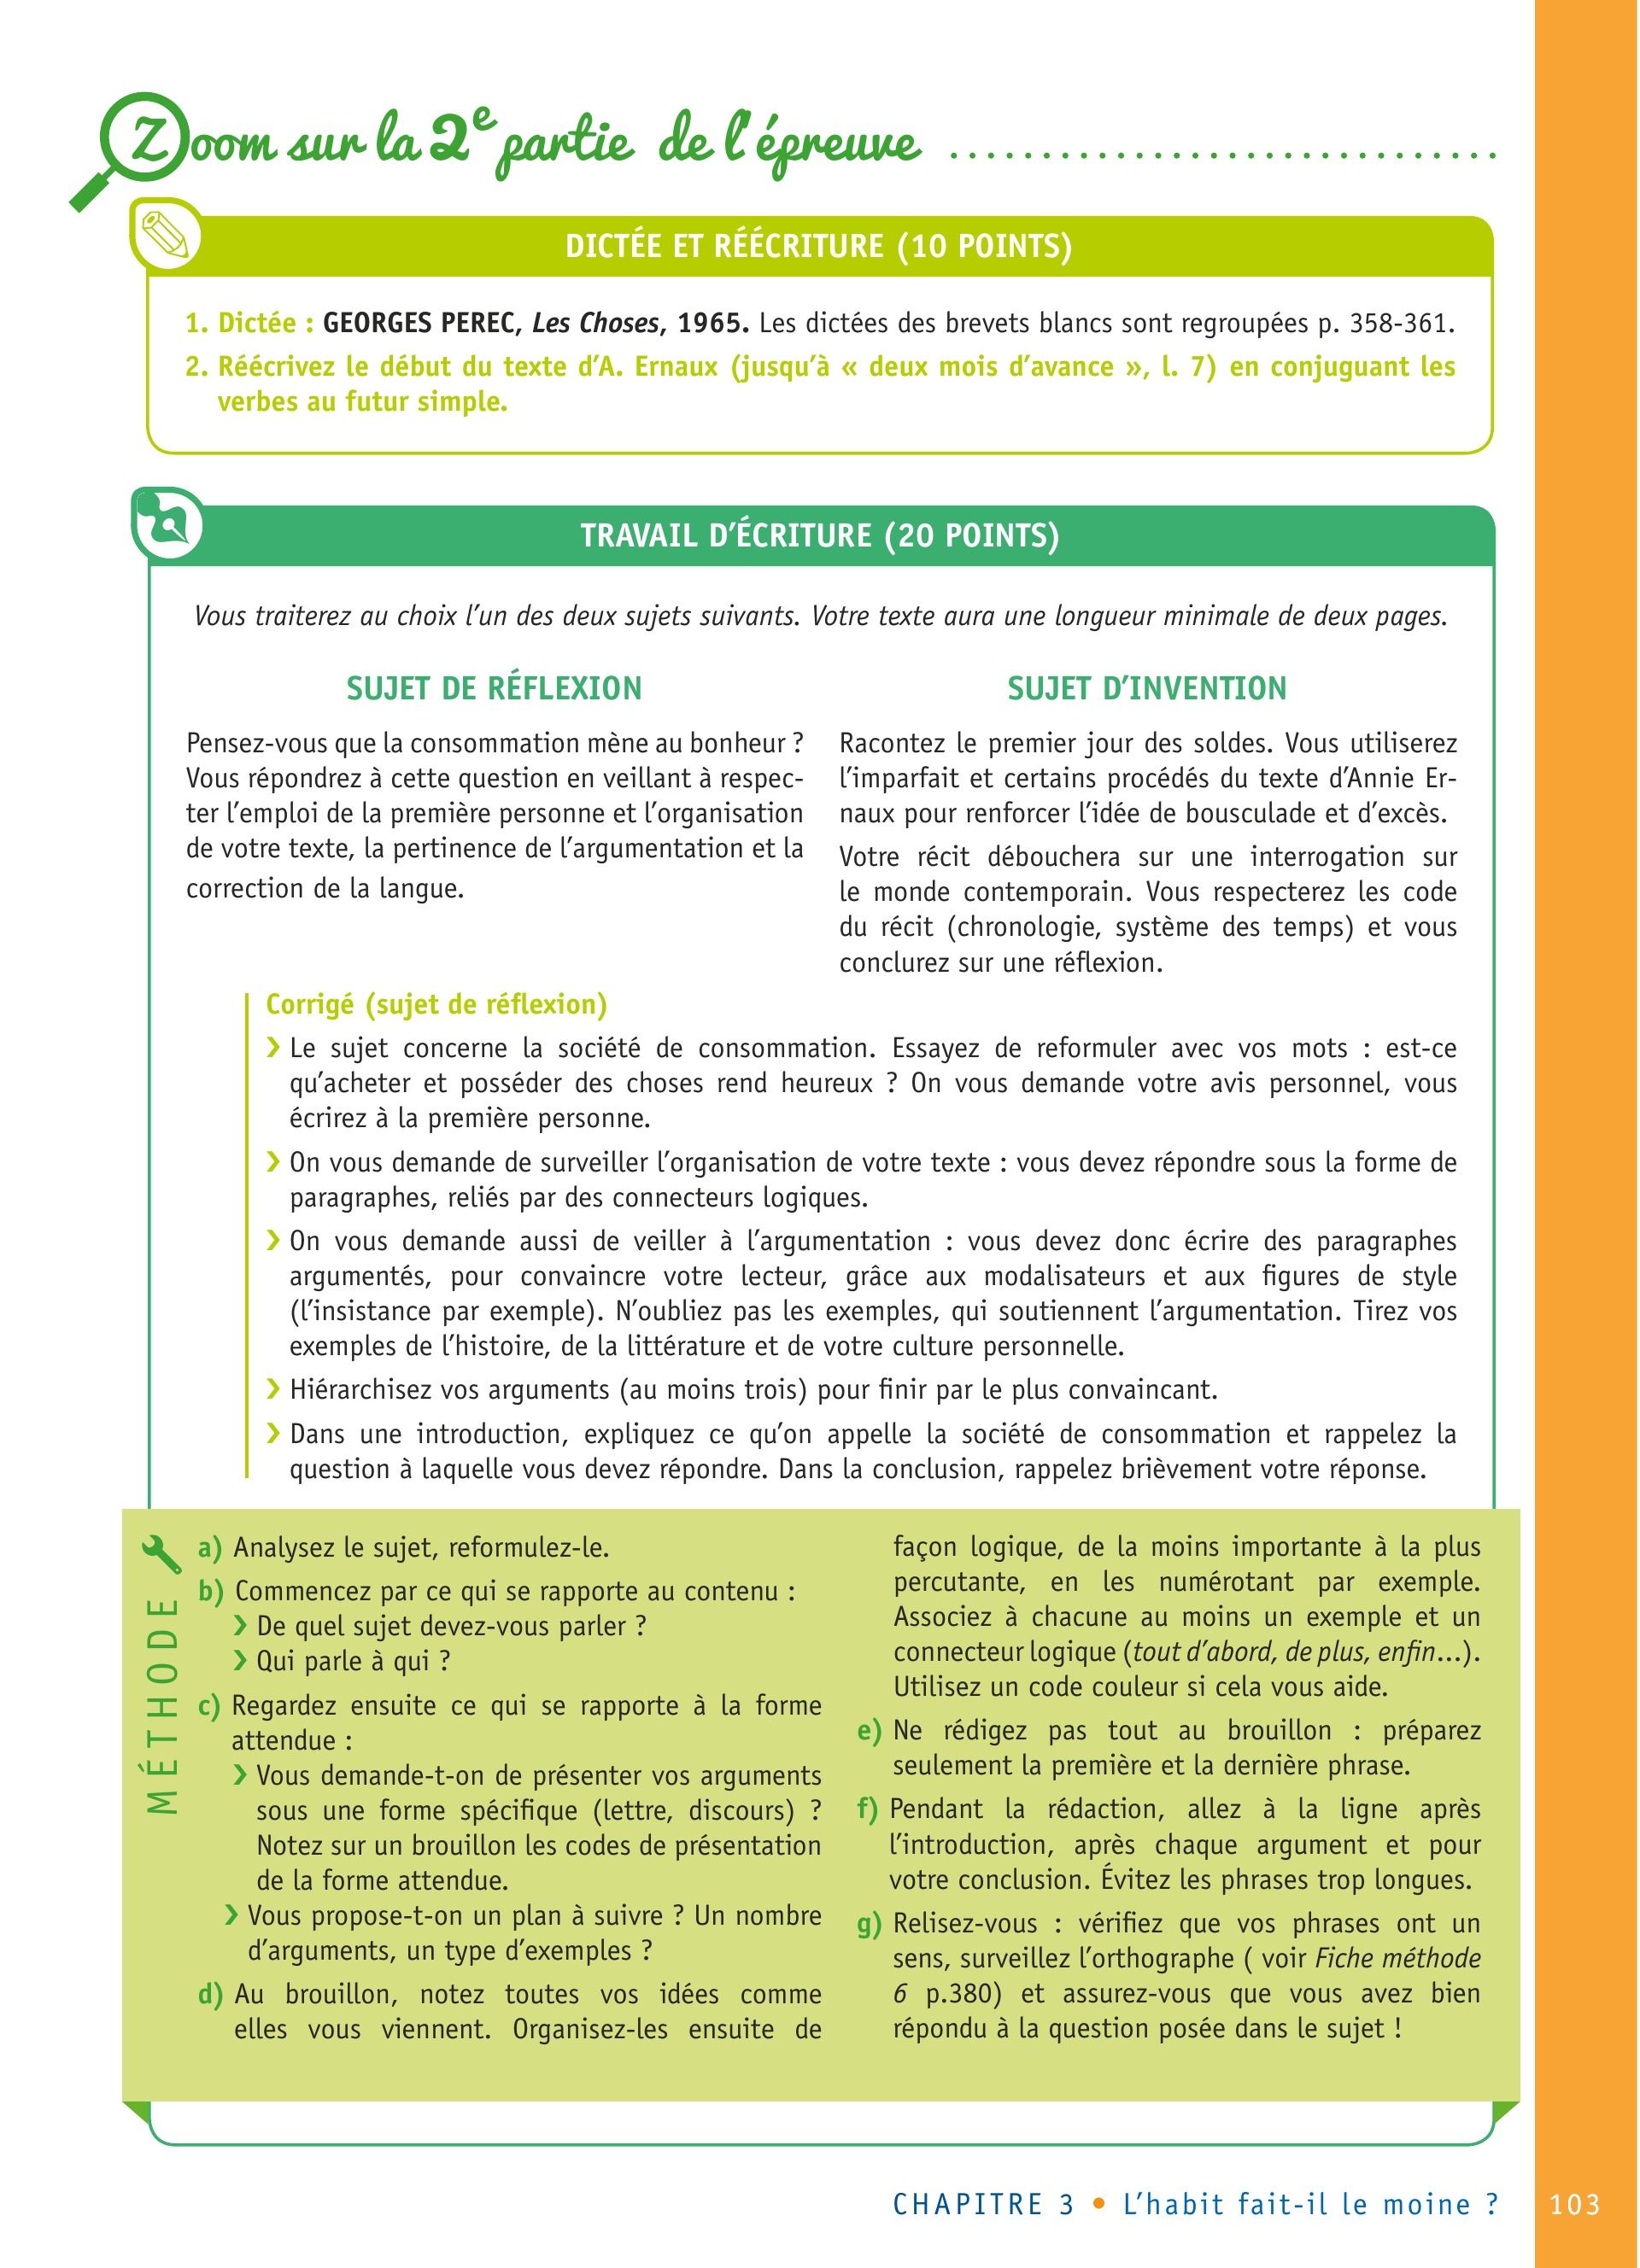 Zoom sur la 2e partie de l'épreuve
DICTÉE ET RÉÉCRITURE (10 POINTS)
1. Dictée : GEORGES PEREC, Les Choses, 1965. Les dictées des brevets blancs sont regroupées p. 358-361.
2. Réécrivez le début du texte d'A. Ernaux (jusqu'à « deux mois d'avance », l. 7) en conjuguant les
verbes au futur simple.
TRAVAIL D'ÉCRITURE (20 POINTS)
Vous traiterez au choix l'un des deux sujets suivants. Votre texte aura une longueur minimale de deux pages.
SUJET DE RÉFLEXION
Pensez-vous que la consommation mène au bonheur ?
Vous répondrez à cette question en veillant à respec-
ter l'emploi de la première personne et l'organisation
de votre texte, la pertinence de l'argumentation et la
correction de la langue.
SUJET D'INVENTION
Racontez le premier jour des soldes. Vous utiliserez
l'imparfait et certains procédés du texte d'Annie Er-
naux pour renforcer l'idée de bousculade et d'excès.
Votre récit débouchera sur une interrogation sur
le monde contemporain. Vous respecterez les code
du récit (chronologie, système des temps) et vous
conclurez sur une réflexion.
Corrigé (sujet de réflexion)
› Le sujet concerne la société de consommation. Essayez de reformuler avec vos mots : est-ce
qu'acheter et posséder des choses rend heureux ? On vous demande votre avis personnel, vous
écrirez à la première personne.
› On vous demande de surveiller l'organisation de votre texte : vous devez répondre sous la forme de
paragraphes, reliés par des connecteurs logiques.
› On vous demande aussi de veiller à l'argumentation : vous devez donc écrire des paragraphes
argumentés, pour convaincre votre lecteur, grâce aux modalisateurs et aux figures de style
(l'insistance par exemple). N'oubliez pas les exemples, qui soutiennent l'argumentation. Tirez vos
exemples de l'histoire, de la littérature et de votre culture personnelle.
› Hiérarchisez vos arguments (au moins trois) pour finir par le plus convaincant.
› Dans une introduction, expliquez ce qu'on appelle la société de consommation et rappelez la
question à laquelle vous devez répondre. Dans la conclusion, rappelez brièvement votre réponse.
MÉTHODE
a) Analysez le sujet, reformulez-le.
b) Commencez par ce qui se rapporte au contenu :
› De quel sujet devez-vous parler ?
› Qui parle à qui ?
c) Regardez ensuite ce qui se rapporte à la forme
attendue :
› Vous demande-t-on de présenter vos arguments
sous une forme spécifique (lettre, discours) ?
Notez sur un brouillon les codes de présentation
de la forme attendue.
› Vous propose-t-on un plan à suivre ? Un nombre
d'arguments, un type d'exemples ?
d) Au brouillon, notez toutes vos idées comme
elles vous viennent. Organisez-les ensuite de
façon logique, de la moins importante à la plus
percutante, en les numérotant par exemple.
Associez à chacune au moins un exemple et un
connecteur logique (tout d'abord, de plus, enfin...).
Utilisez un code couleur si cela vous aide.
e) Ne rédigez pas tout au brouillon : préparez
seulement la première et la dernière phrase.
f) Pendant la rédaction, allez à la ligne après
l'introduction, après chaque argument et pour
votre conclusion. Évitez les phrases trop longues.
g) Relisez-vous : vérifiez que vos phrases ont un
sens, surveillez l'orthographe ( voir Fiche méthode
6 p.380) et assurez-vous que vous avez bien
répondu à la question posée dans le sujet !
CHAPITRE 3 • L'habit fait-il le moine ? 103